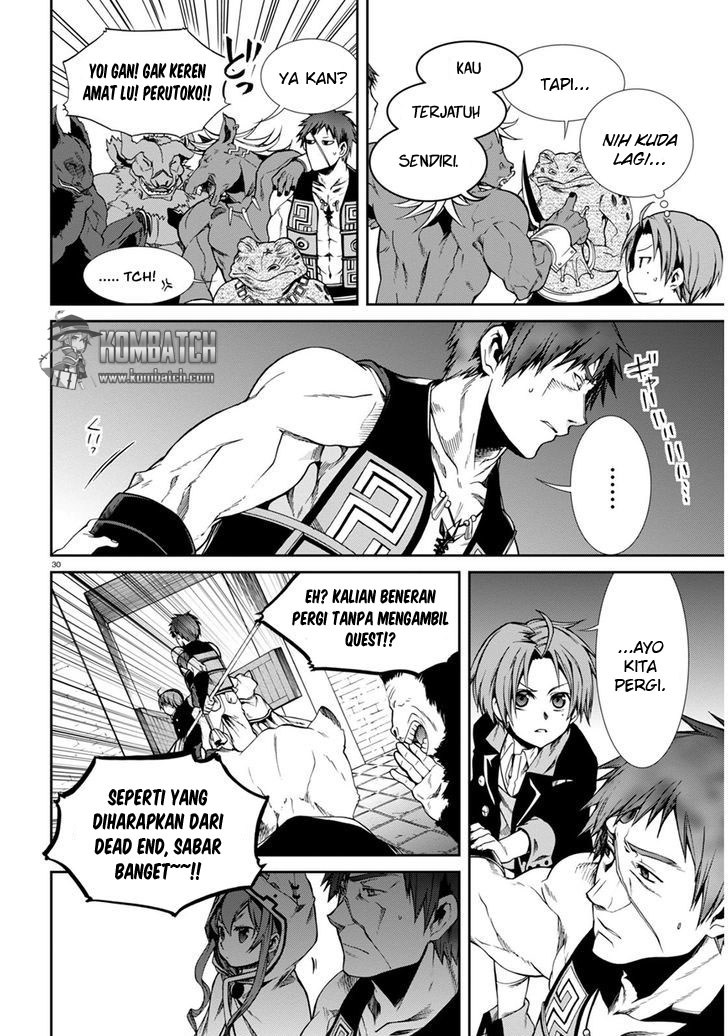 KAU
TERJATUH
SENDIRI.
TAPI...
NIH KUDA
LAGI...
YOI GAN! GAK KEREN
AMAT LU! PERUTOKO!!
YA KAN?
..... TCH!
KOMBATCH
www.kombatch.com
......
30
...AYO
KITA
PERGI.
EH? KALIAN BENERAN
PERGI TANPA MENGAMBIL
QUEST!?
SEPERTI YANG
DIHARAPKAN DARI
DEAD END, SABAR
BANGET~~!!